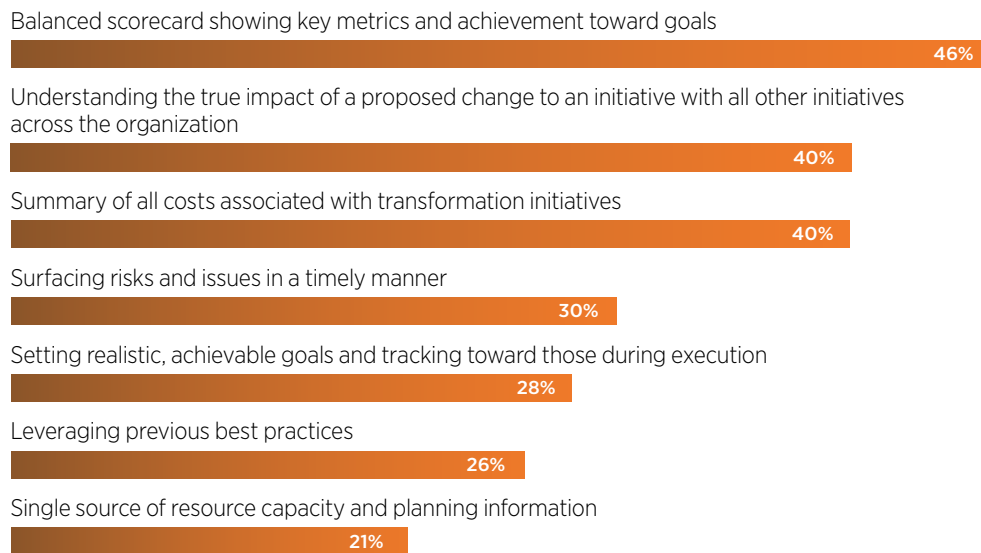 Balanced scorecard showing key metrics and achievement toward goals
46%
Understanding the true impact of a proposed change to an initiative with all other initiatives
across the organization
40%
Summary of all costs associated with transformation initiatives
40%
Surfacing risks and issues in a timely manner
30%
Setting realistic, achievable goals and tracking toward those during execution
28%
Leveraging previous best practices
26%
Single source of resource capacity and planning information
21%